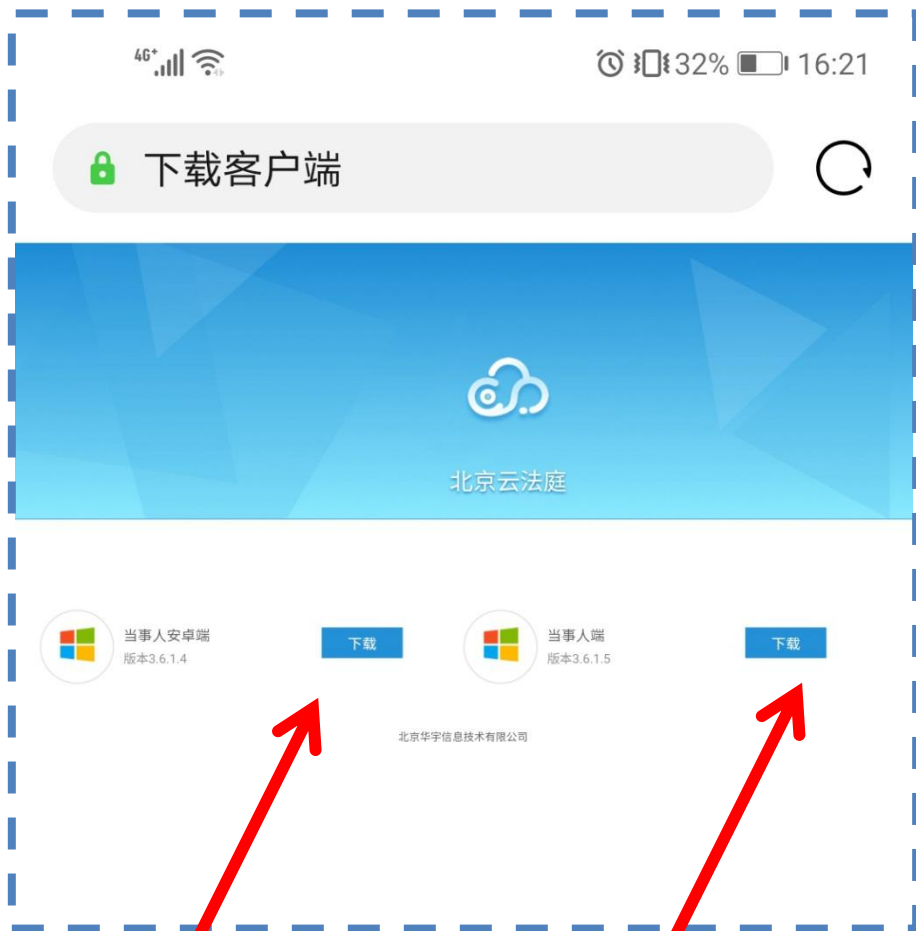 4G+ 32% 16:21
下载客户端
北京云法庭
当事人安卓端
版本3.6.1.4
下载
当事人端
版本3.6.1.5
下载
北京华宇信息技术有限公司